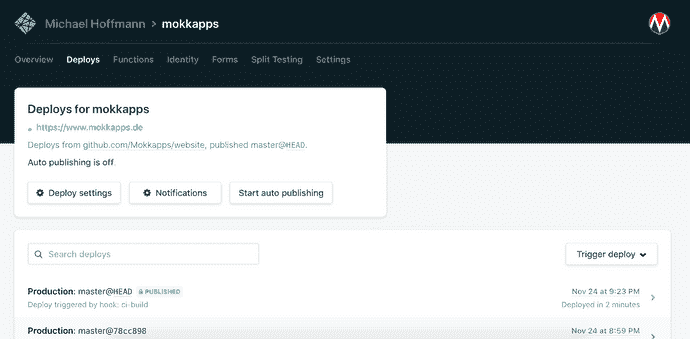 Michael Hoffmann > mokkapps
Overview Deploys Functions Identity Forms Split Testing Settings
Deploys for mokkapps
https://www.mokkapps.de
Deploys from github.com/Mokkapps/website, published master@HEAD.
Auto publishing is off.
Deploy settings Notifications Start auto publishing
Search deploys Trigger deploy
Production: master@HEAD PUBLISHED Nov 24 at 9:23 PM
Deploy triggered by hook: ci-build Deployed in 2 minutes
Production: master@78cc898 Nov 24 at 8:59 PM